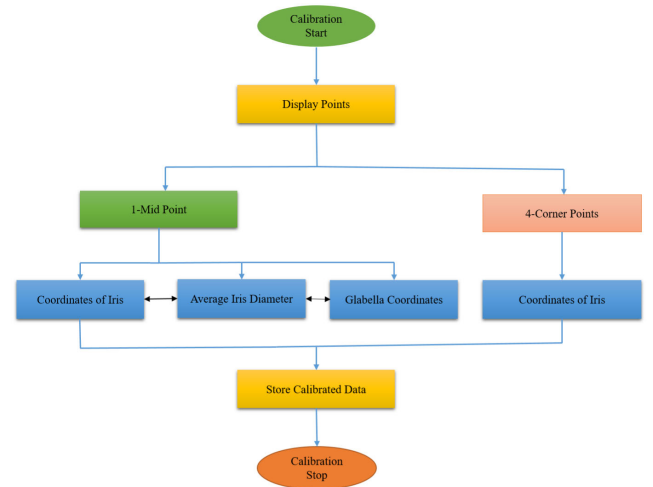 Calibration
Start
Display Points
1-Mid Point
4-Corner Points
Coordinates of Iris
Average Iris Diameter
Glabella Coordinates
Coordinates of Iris
Store Calibrated Data
Calibration
Stop